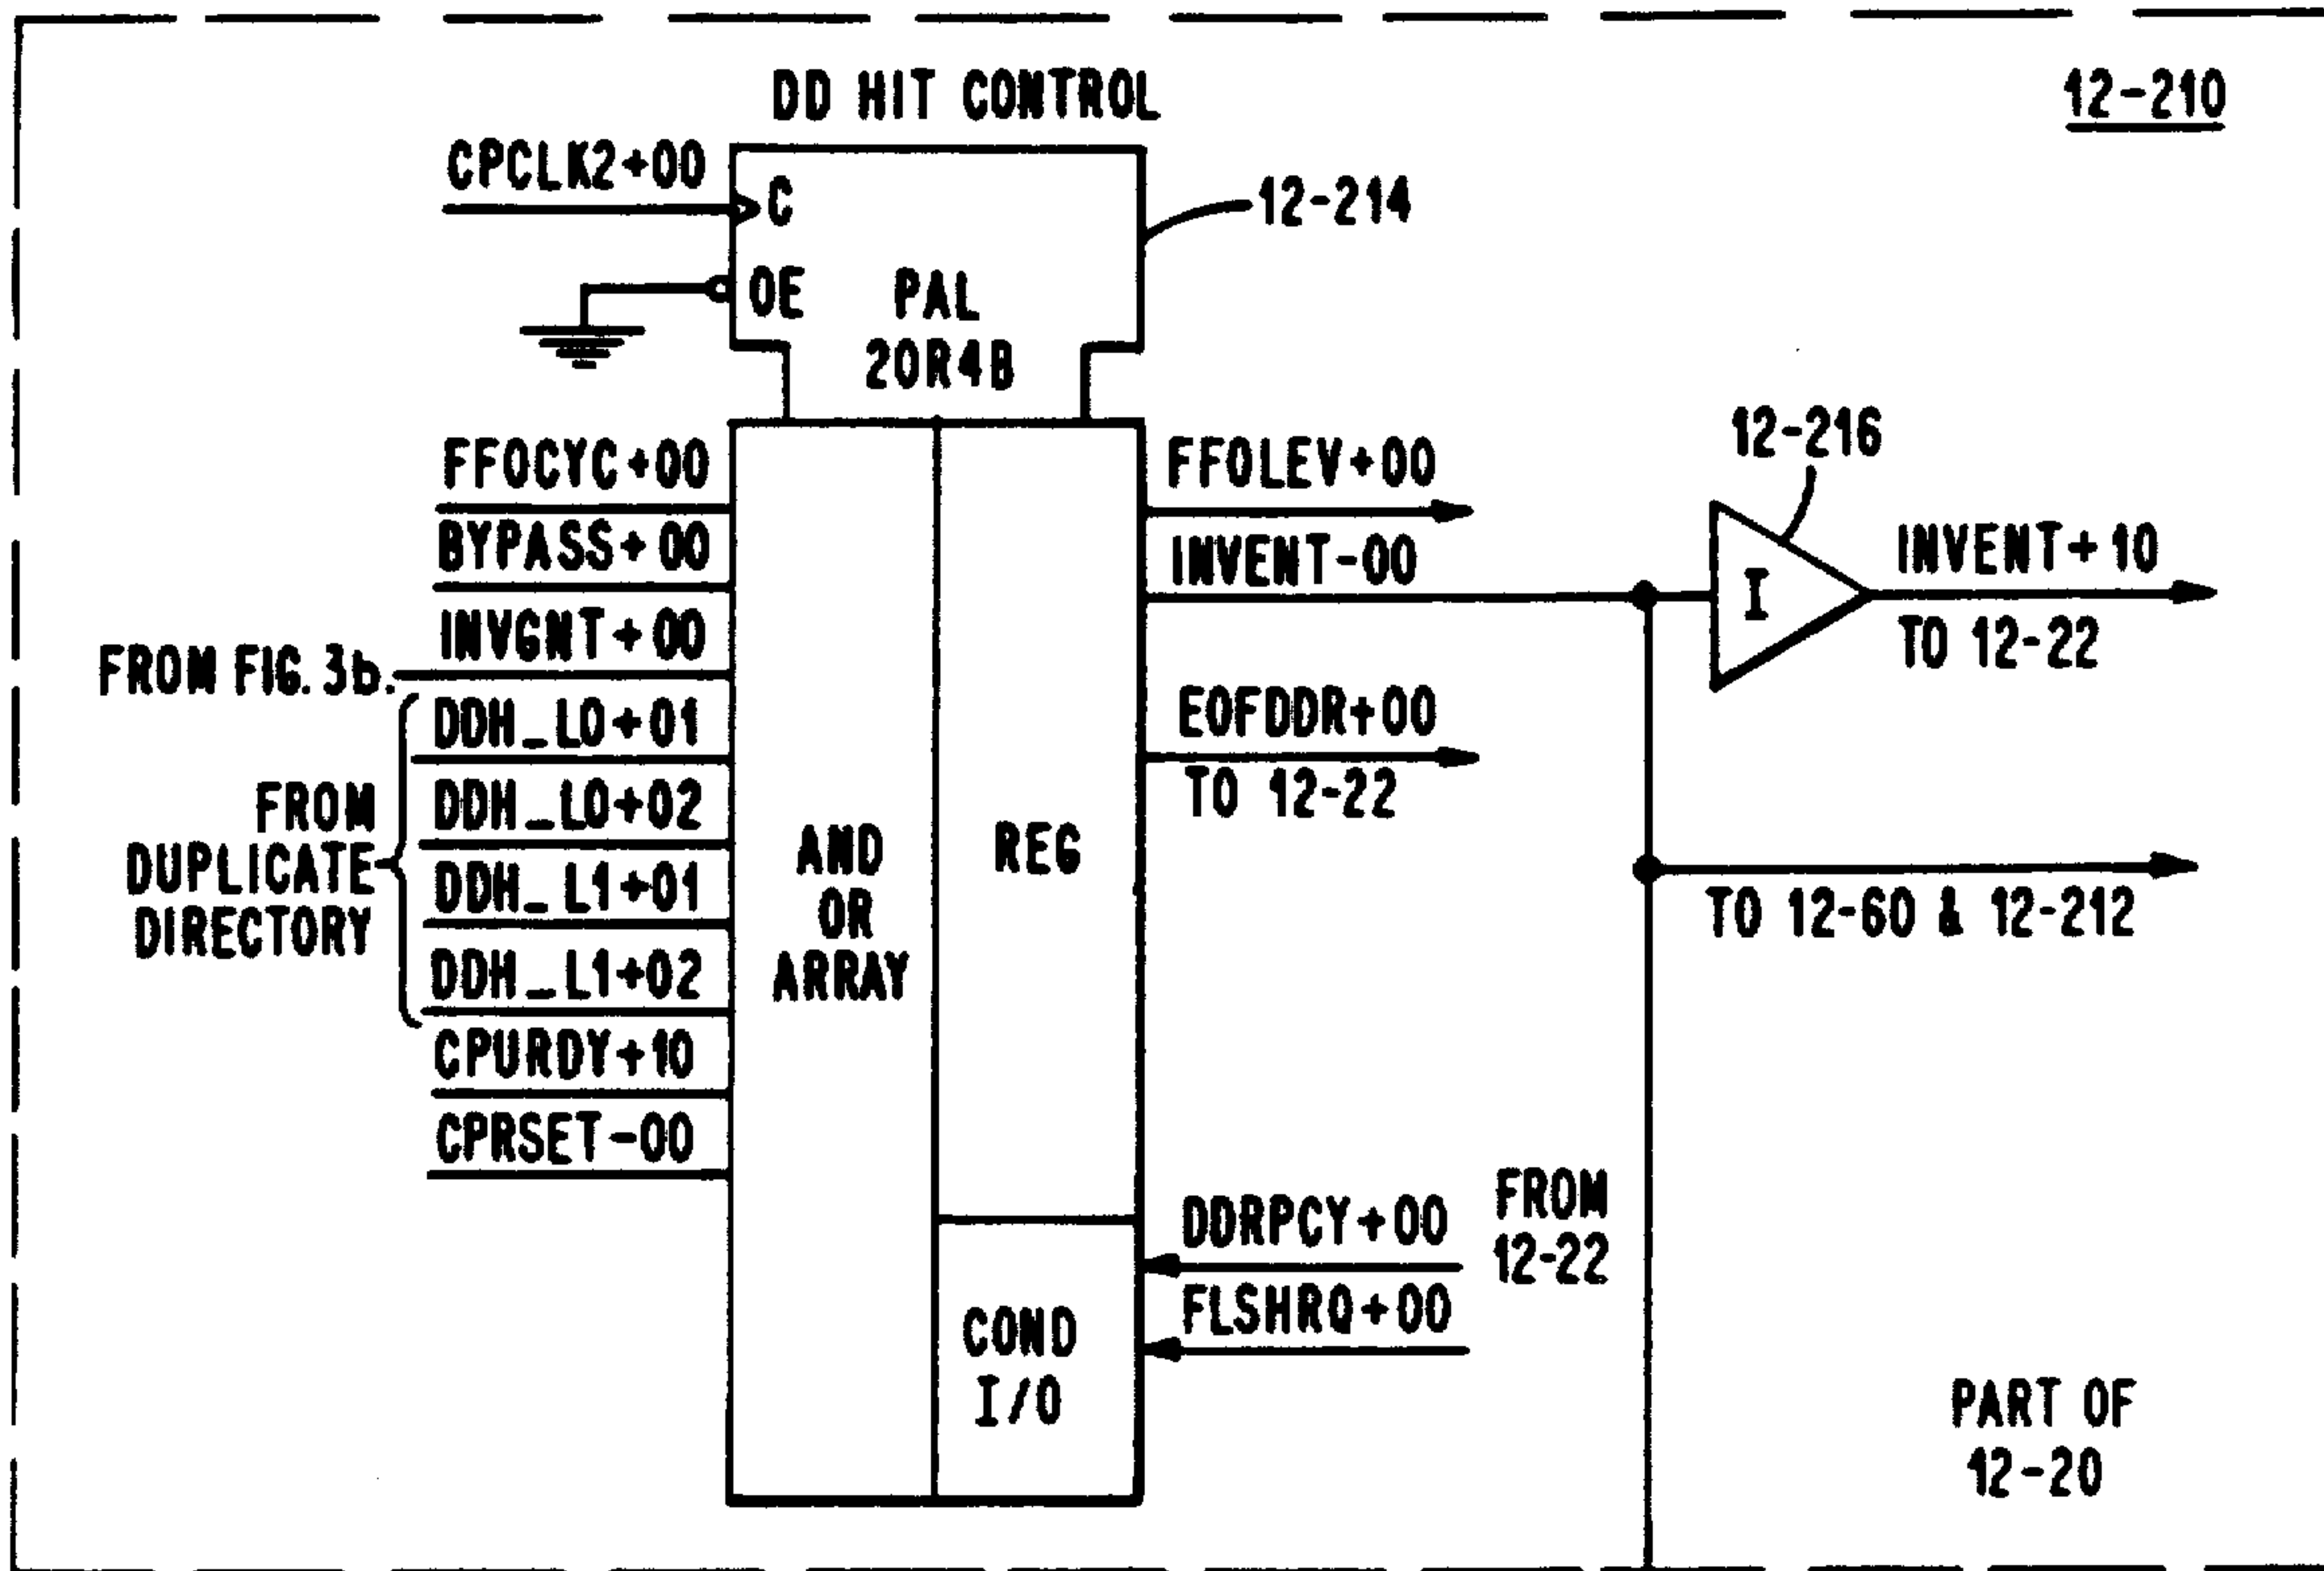 DD HIT CONTROL
12-210
CPCLK2+00
C
12-214
OE
PAL
20R4B
FFOCYC+00
BYPASS+00
INVGNT+00
FROM FIG. 3b.
DDH_L0+01
DDH_L0+02
DDH_L1+01
DDH_L1+02
FROM
DUPLICATE
DIRECTORY
CPURDY+10
CPRSET-00
AND
OR
ARRAY
REG
COND
I/O
FFOLEV+00
INVENT-00
12-216
I
INVENT+10
TO 12-22
EOFDDR+00
TO 12-22
TO 12-60 & 12-212
DDRPCY+00
FLSHRQ+00
FROM
12-22
PART OF
12-20